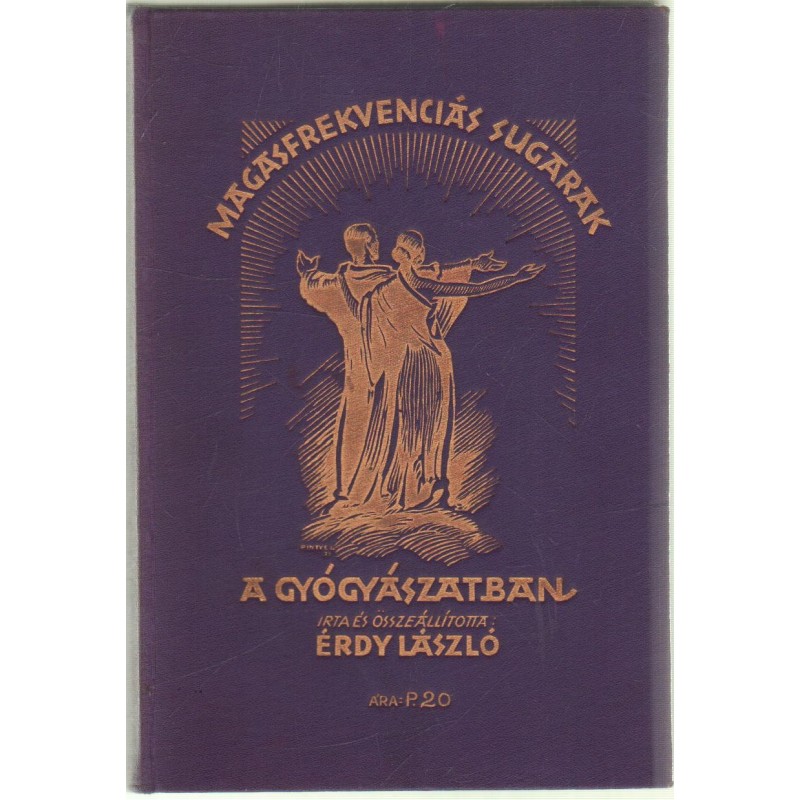 MAGASFREKVENCIÁS SUGARAK
A GYÓGYÁSZATBAN
IRTA ÉS ÖSSZEÁLLÍTOTTA:
ÉRDY LÁSZLÓ
ÁRA: P. 20